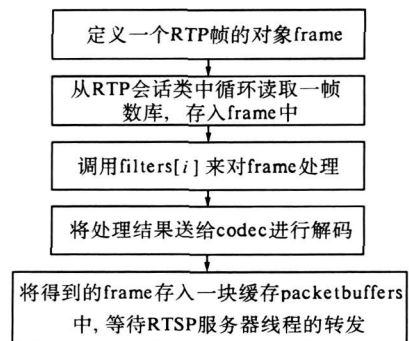 定义一个RTP帧的对象frame
从RTP会话类中循环读取一帧
数库，存入frame中
调用filters[i]来对frame处理
将处理结果送给codec进行解码
将得到的frame存入一块缓存packetbuffers
中,等待RTSP服务器线程的转发